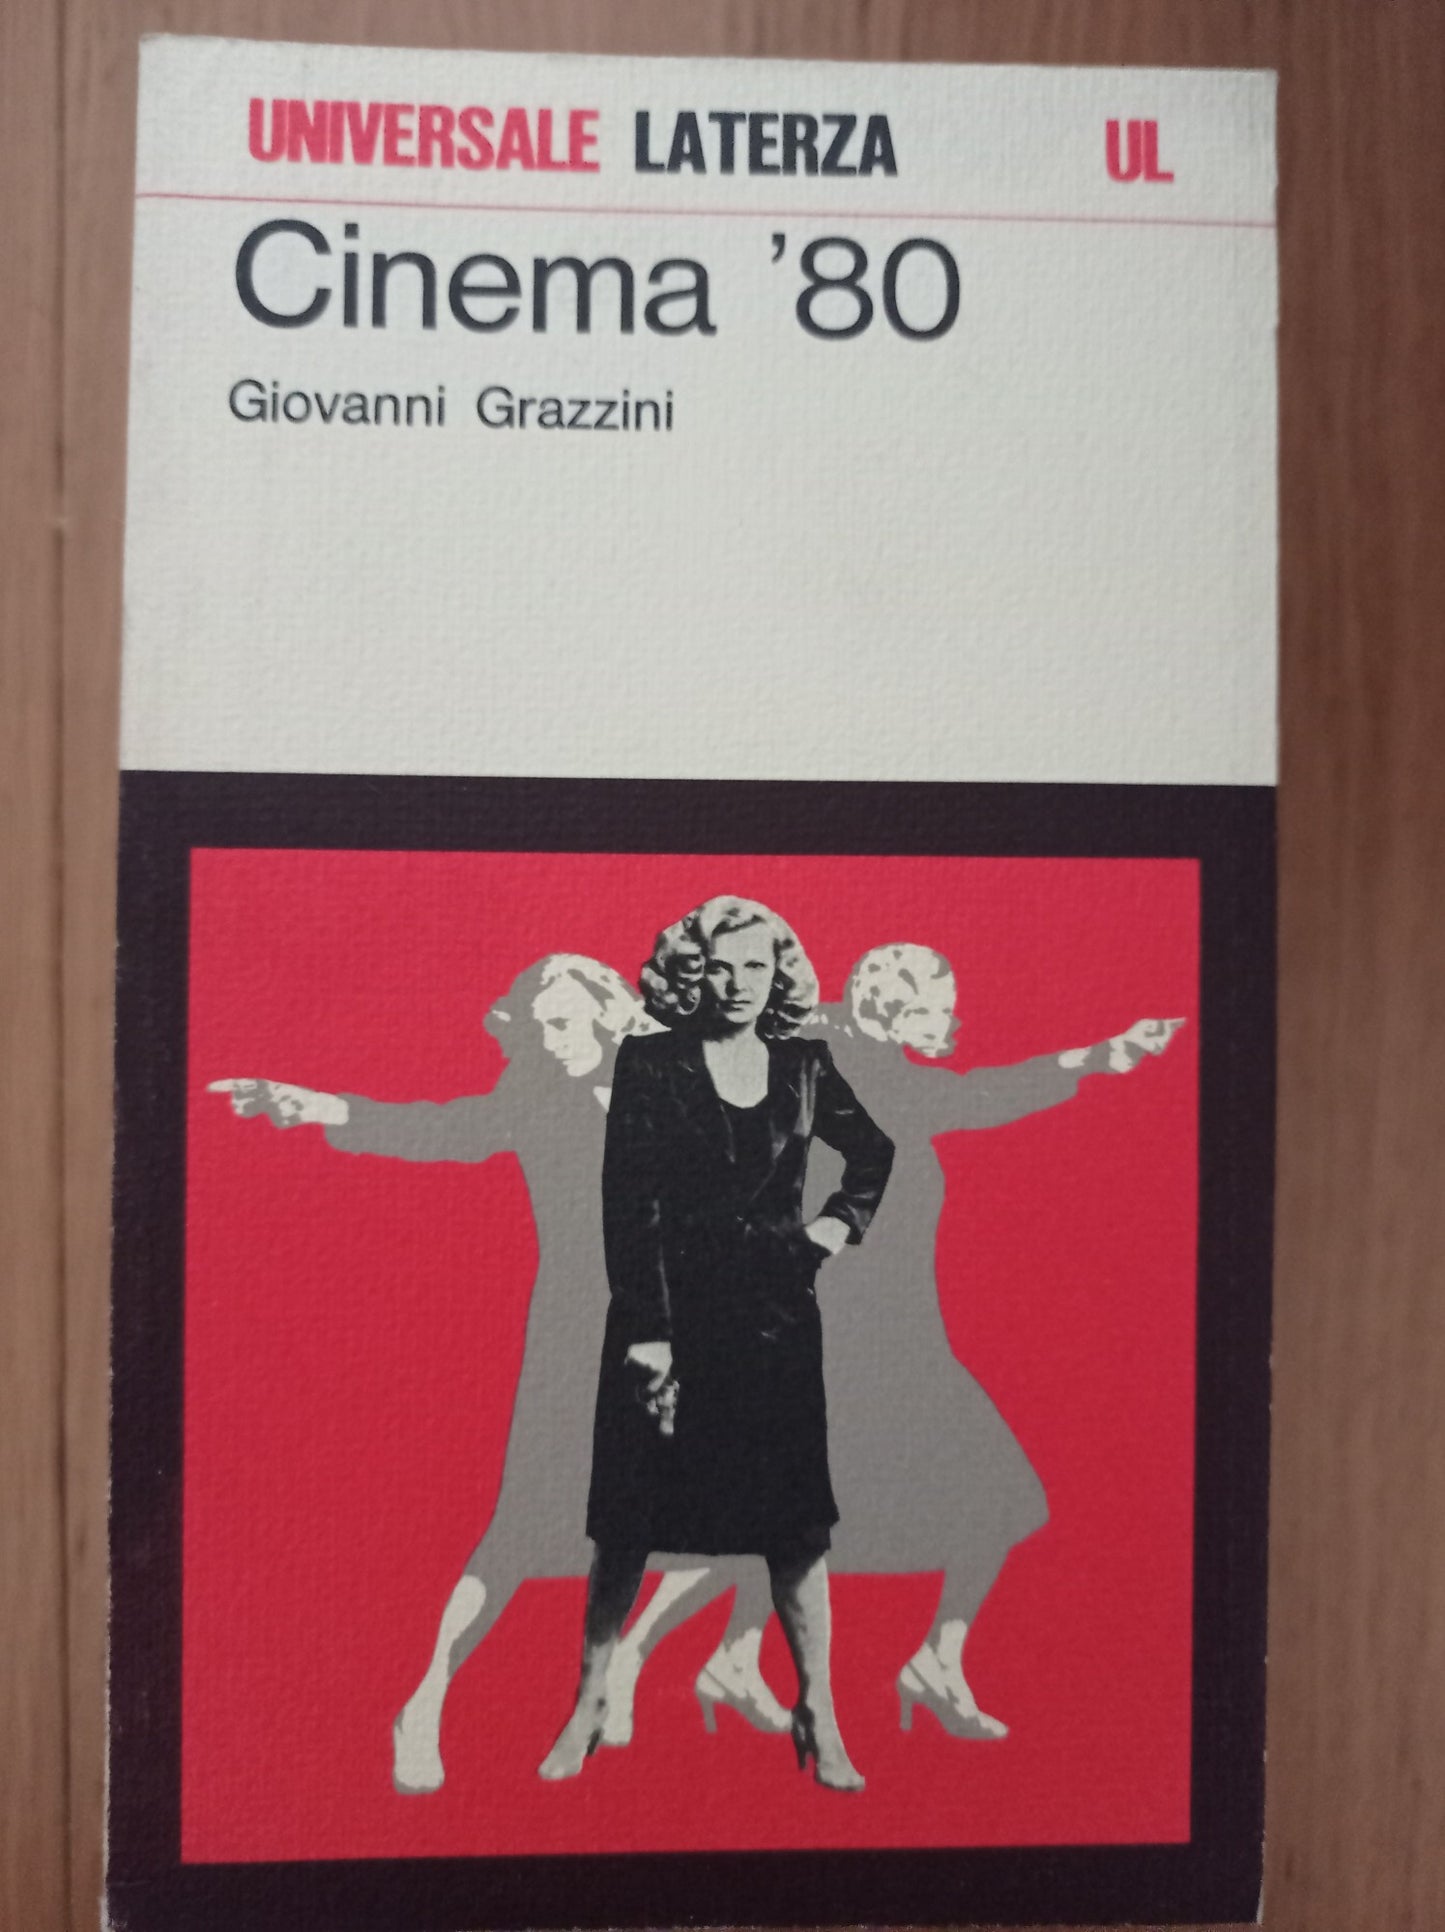 UNIVERSALE LATERZA UL
Cinema ’80
Giovanni Grazzini